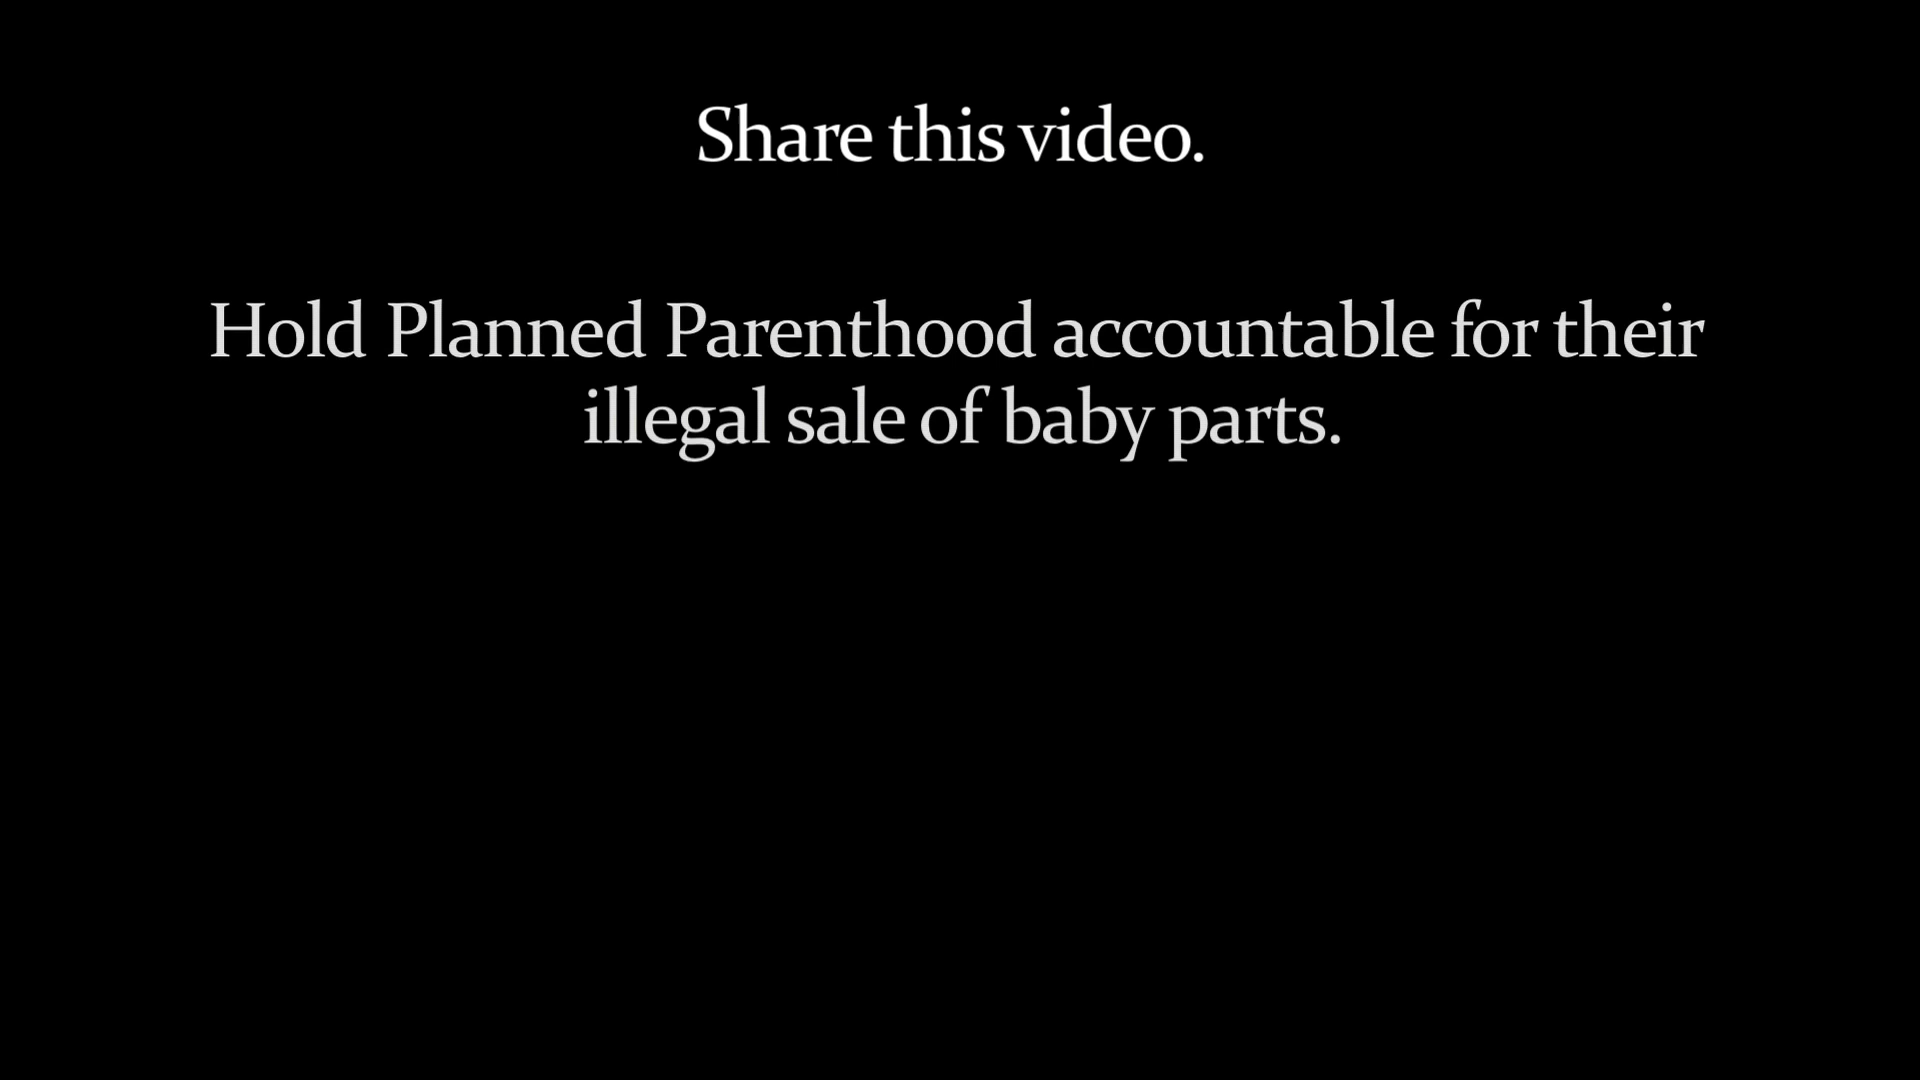 Share this video.
Hold Planned Parenthood accountable for their
illegal sale of baby parts.